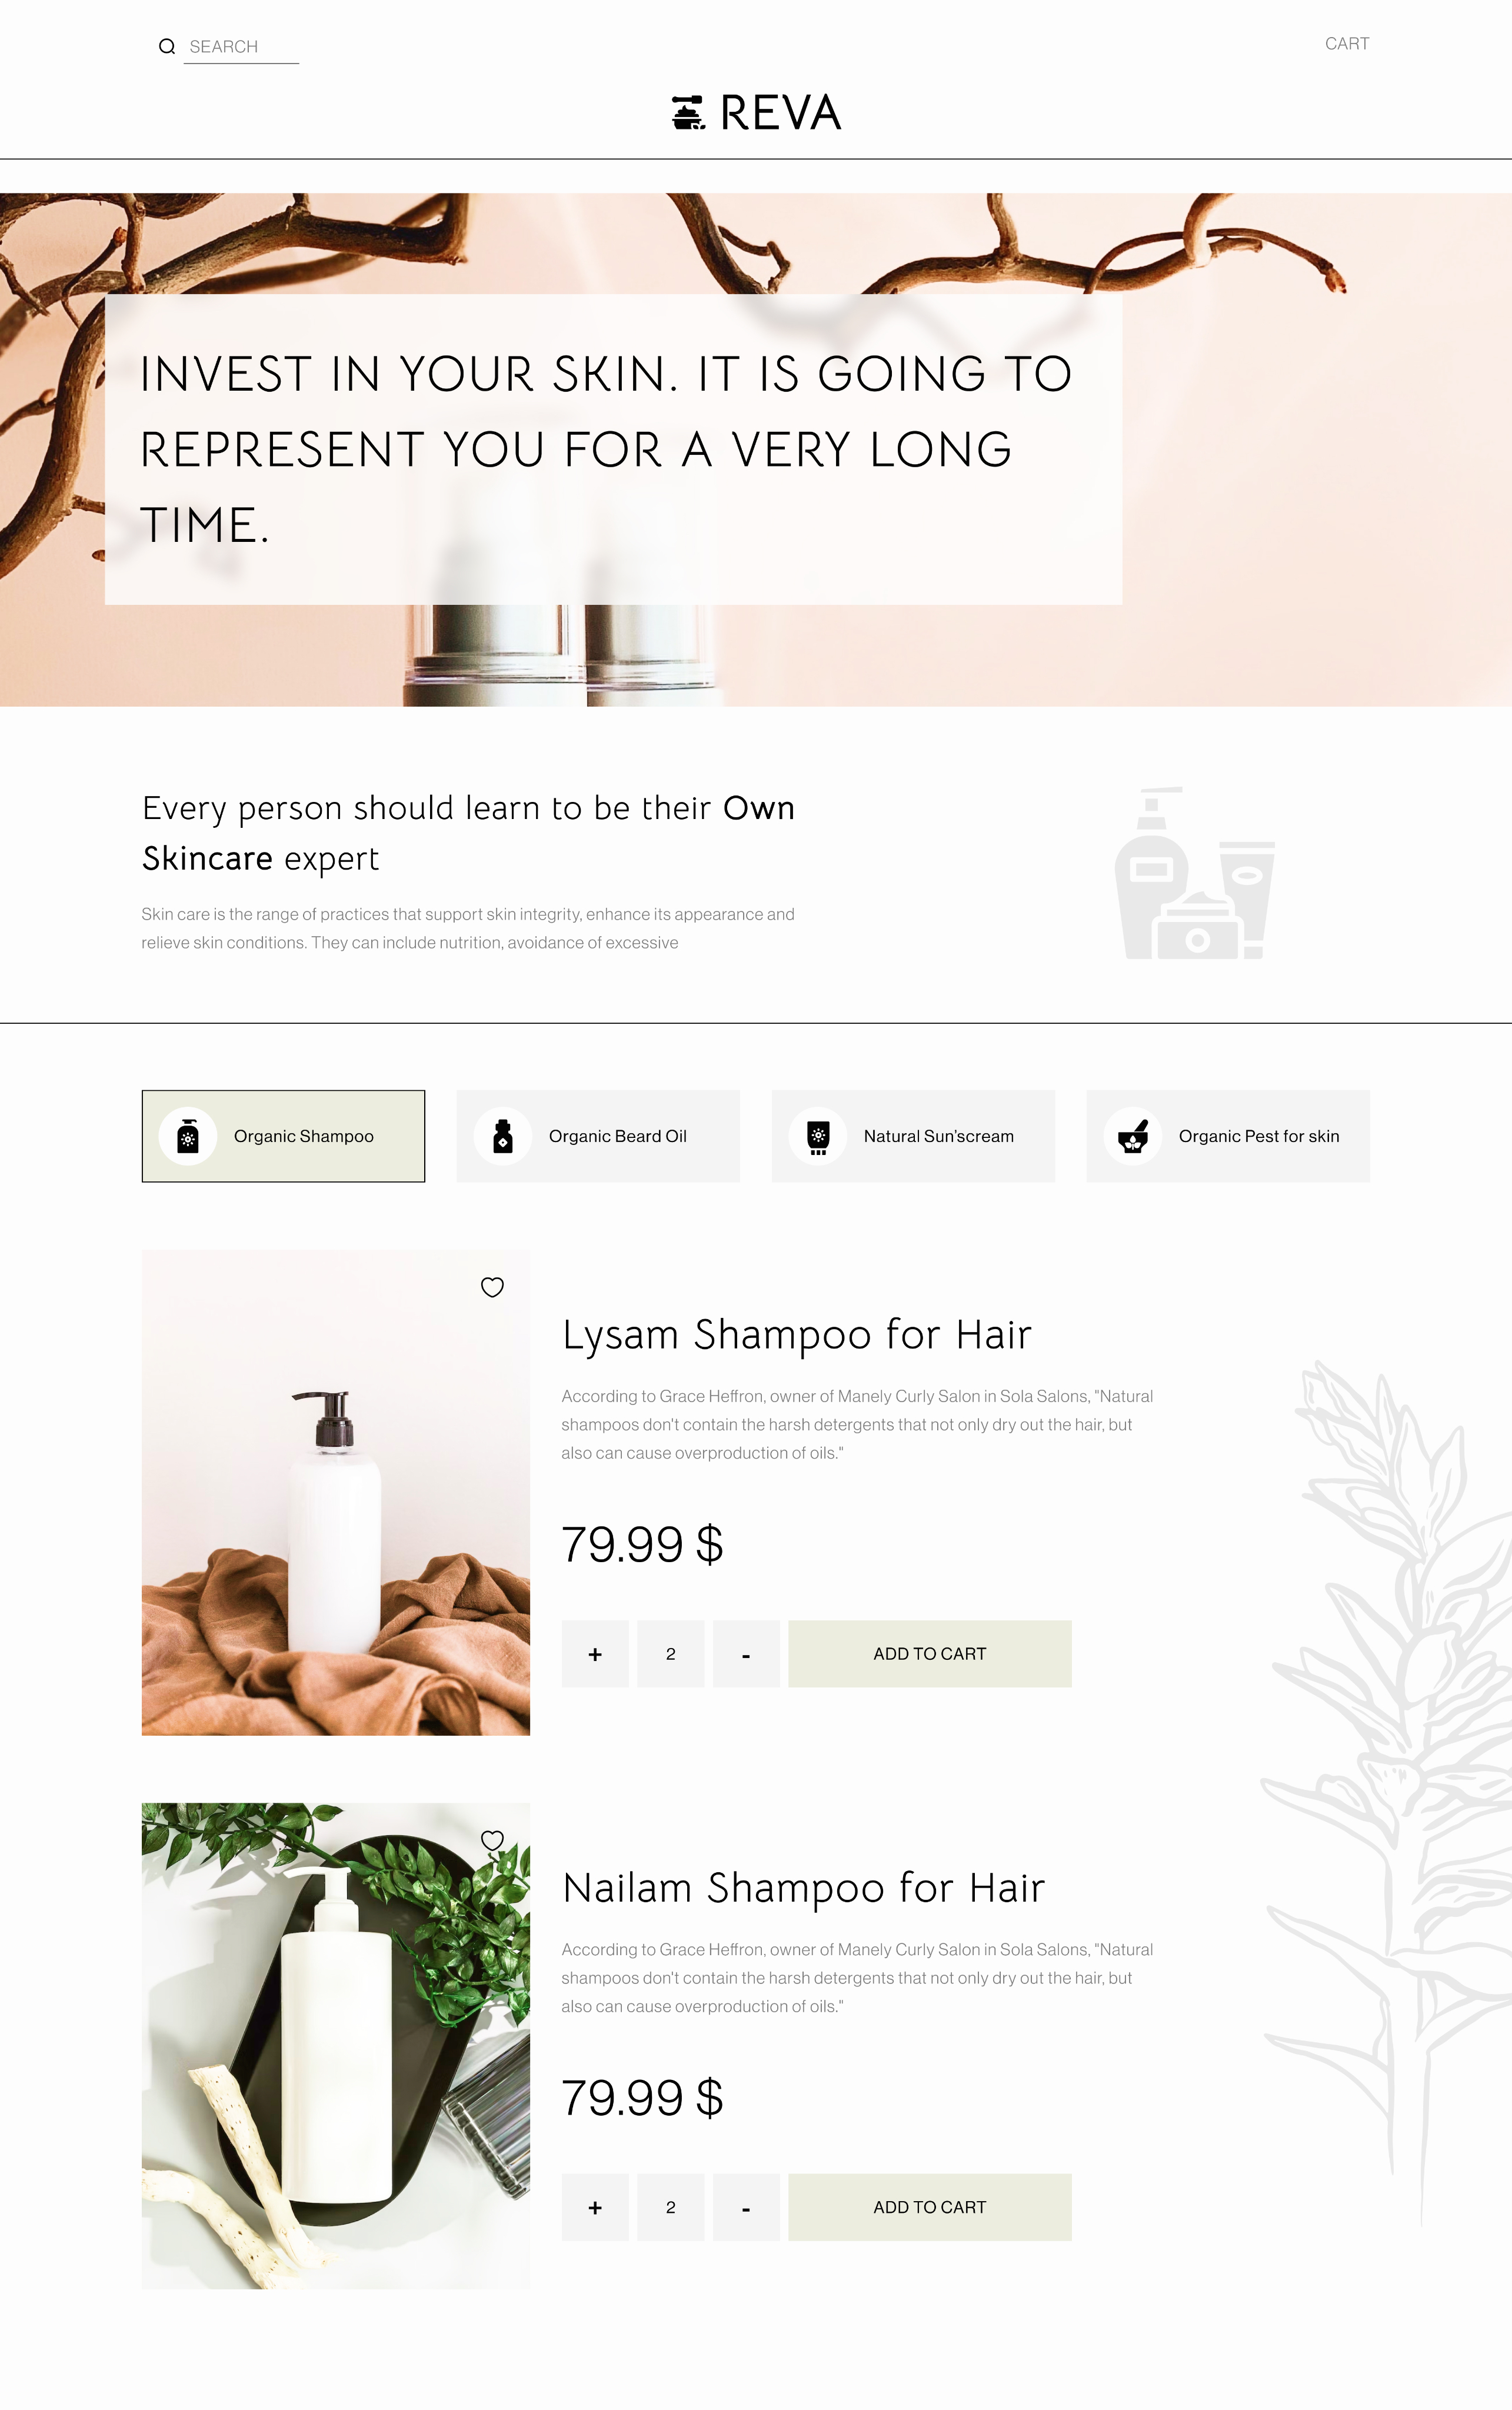 SEARCH
CART
REVA
INVEST IN YOUR SKIN. IT IS GOING TO
REPRESENT YOU FOR A VERY LONG
TIME.
Every person should learn to be their Own
Skincare expert
Skin care is the range of practices that support skin integrity, enhance its appearance and
relieve skin conditions. They can include nutrition, avoidance of excessive
Organic Shampoo
Organic Beard Oil
Natural Sun'scream
Organic Pest for skin
Lysam Shampoo for Hair
According to Grace Heffron, owner of Manely Curly Salon in Sola Salons, "Natural
shampoos don't contain the harsh detergents that not only dry out the hair, but
also can cause overproduction of oils."
79.99 $
+ 2 - ADD TO CART
Nailam Shampoo for Hair
According to Grace Heffron, owner of Manely Curly Salon in Sola Salons, "Natural
shampoos don't contain the harsh detergents that not only dry out the hair, but
also can cause overproduction of oils."
79.99 $
+ 2 - ADD TO CART